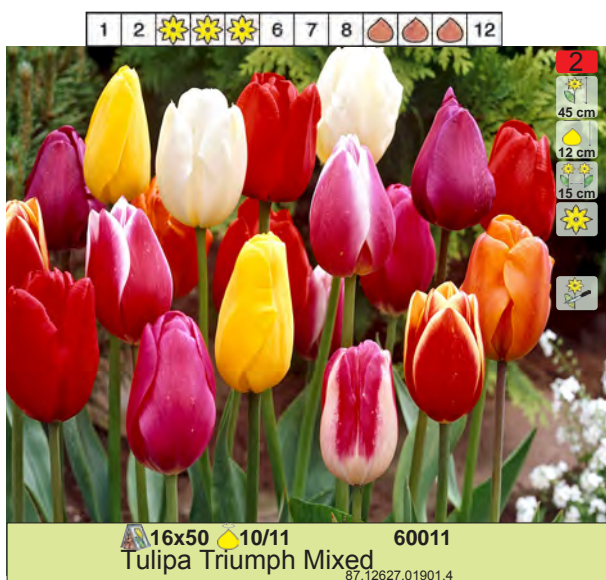 1 2 6 7 8 12
2
45 cm
12 cm
15 cm
16x50 10/11 60011
Tulipa Triumph Mixed
87.12627.01901.4